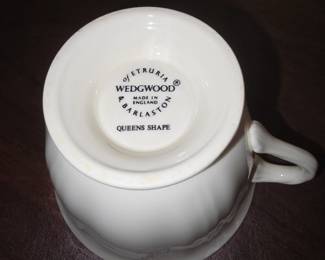 of ETRURIA
WEDGWOOD®
MADE IN
ENGLAND
& BARLASTON
QUEENS SHAPE